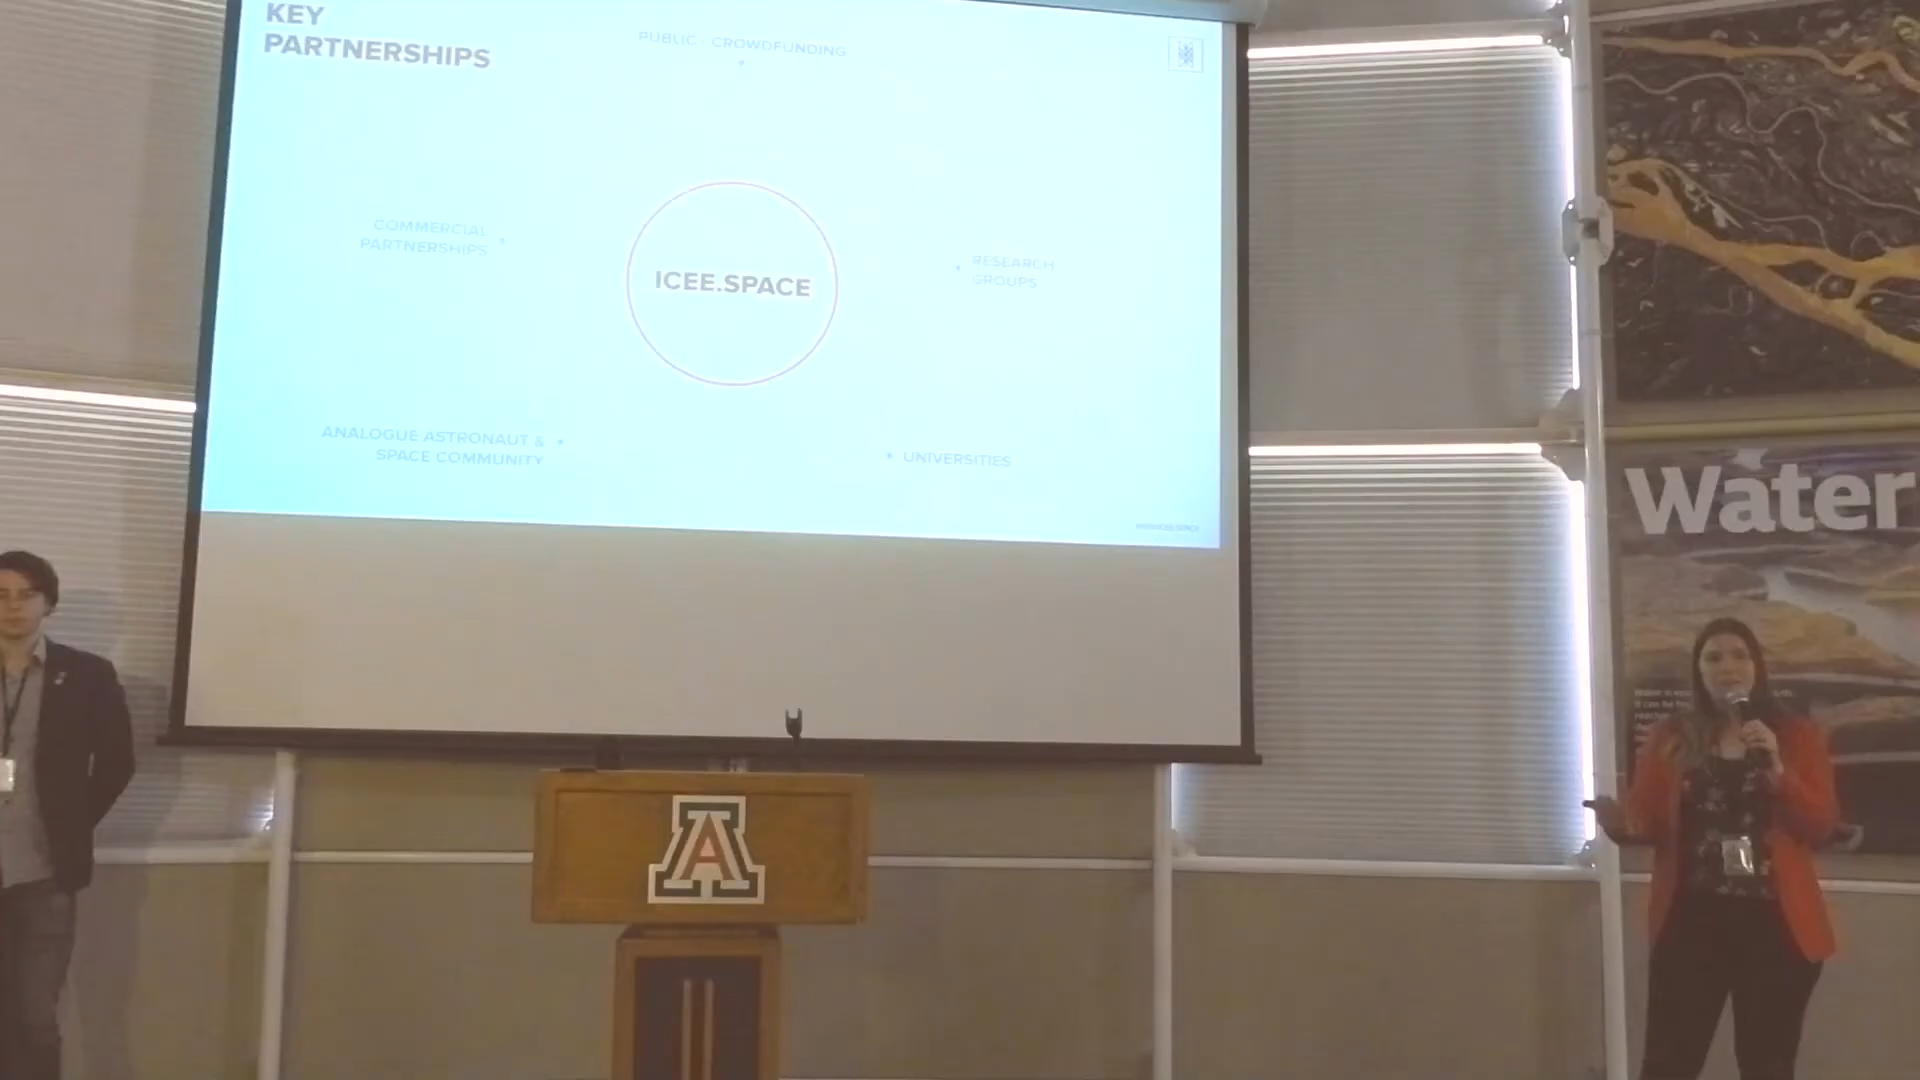 KEY
PARTNERSHIPS
PUBLIC - CROWDFUNDING
COMMERCIAL
PARTNERSHIPS
ICEE.SPACE
RESEARCH
GROUPS
ANALOGUE ASTRONAUT &
SPACE COMMUNITY
UNIVERSITIES
Water
A